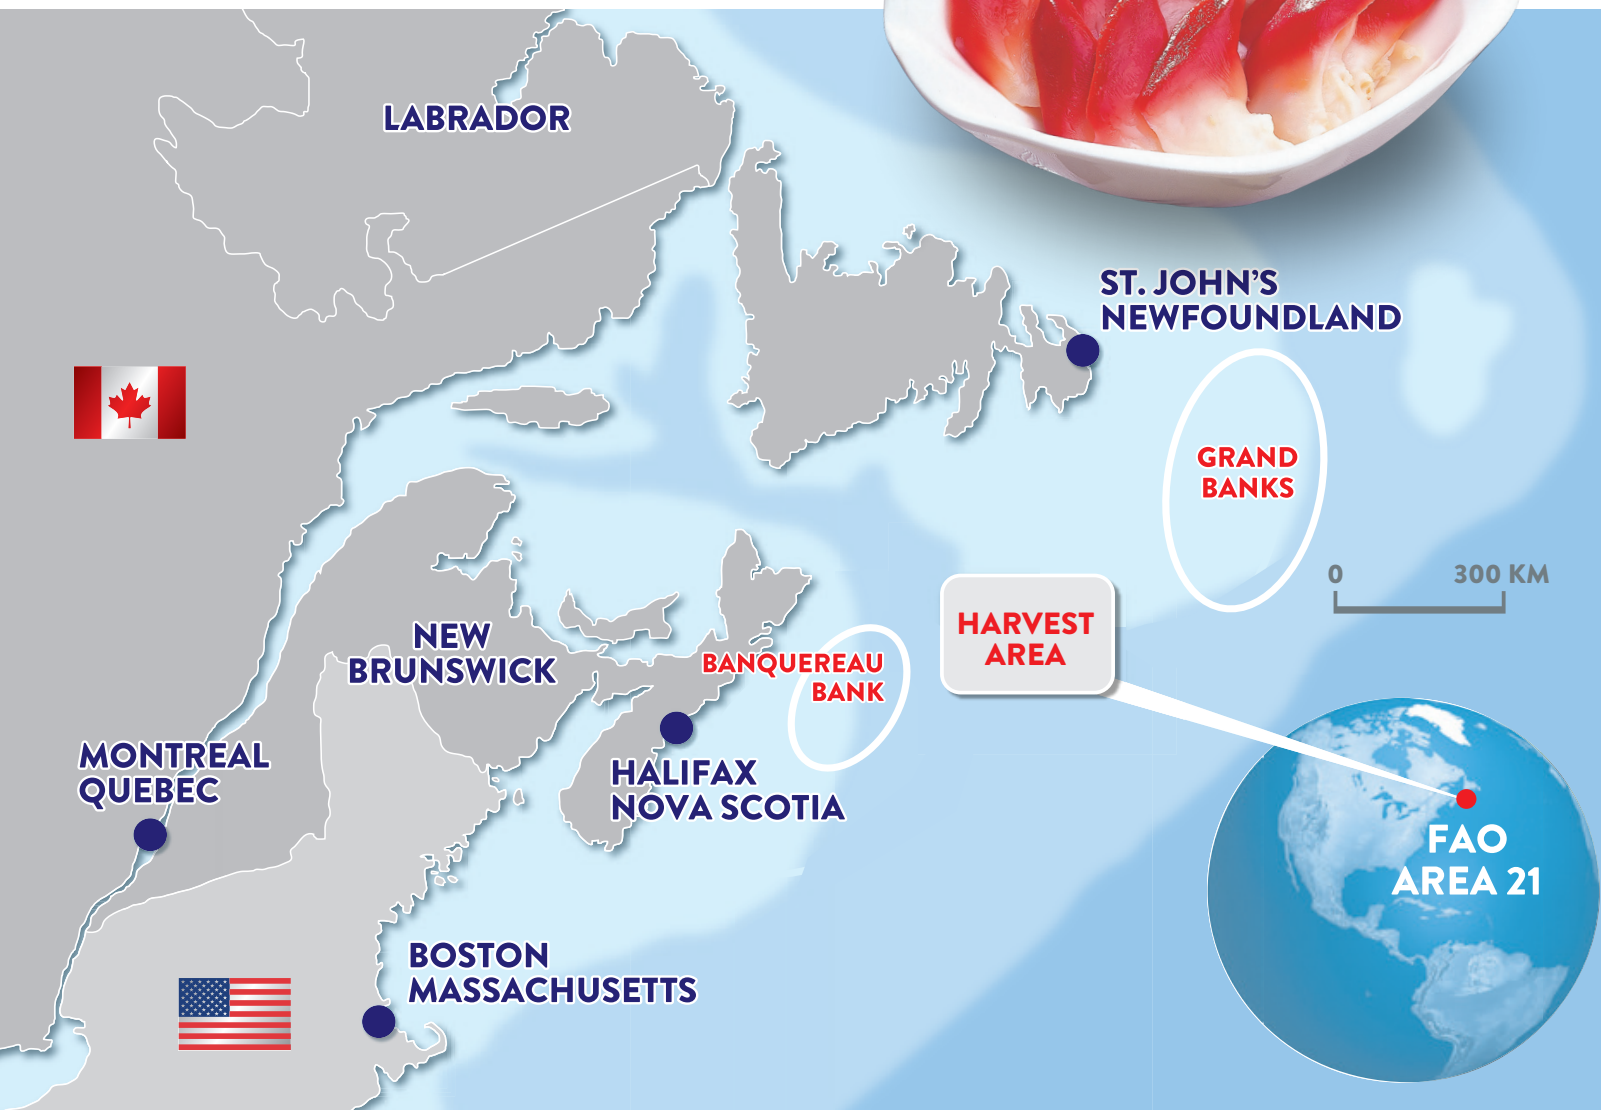 LABRADOR
ST. JOHN'S
NEWFOUNDLAND
GRAND
BANKS
0 300 KM
HARVEST
AREA
NEW
BRUNSWICK
BANQUEREAU
BANK
MONTREAL
QUEBEC
HALIFAX
NOVA SCOTIA
FAO
AREA 21
BOSTON
MASSACHUSETTS